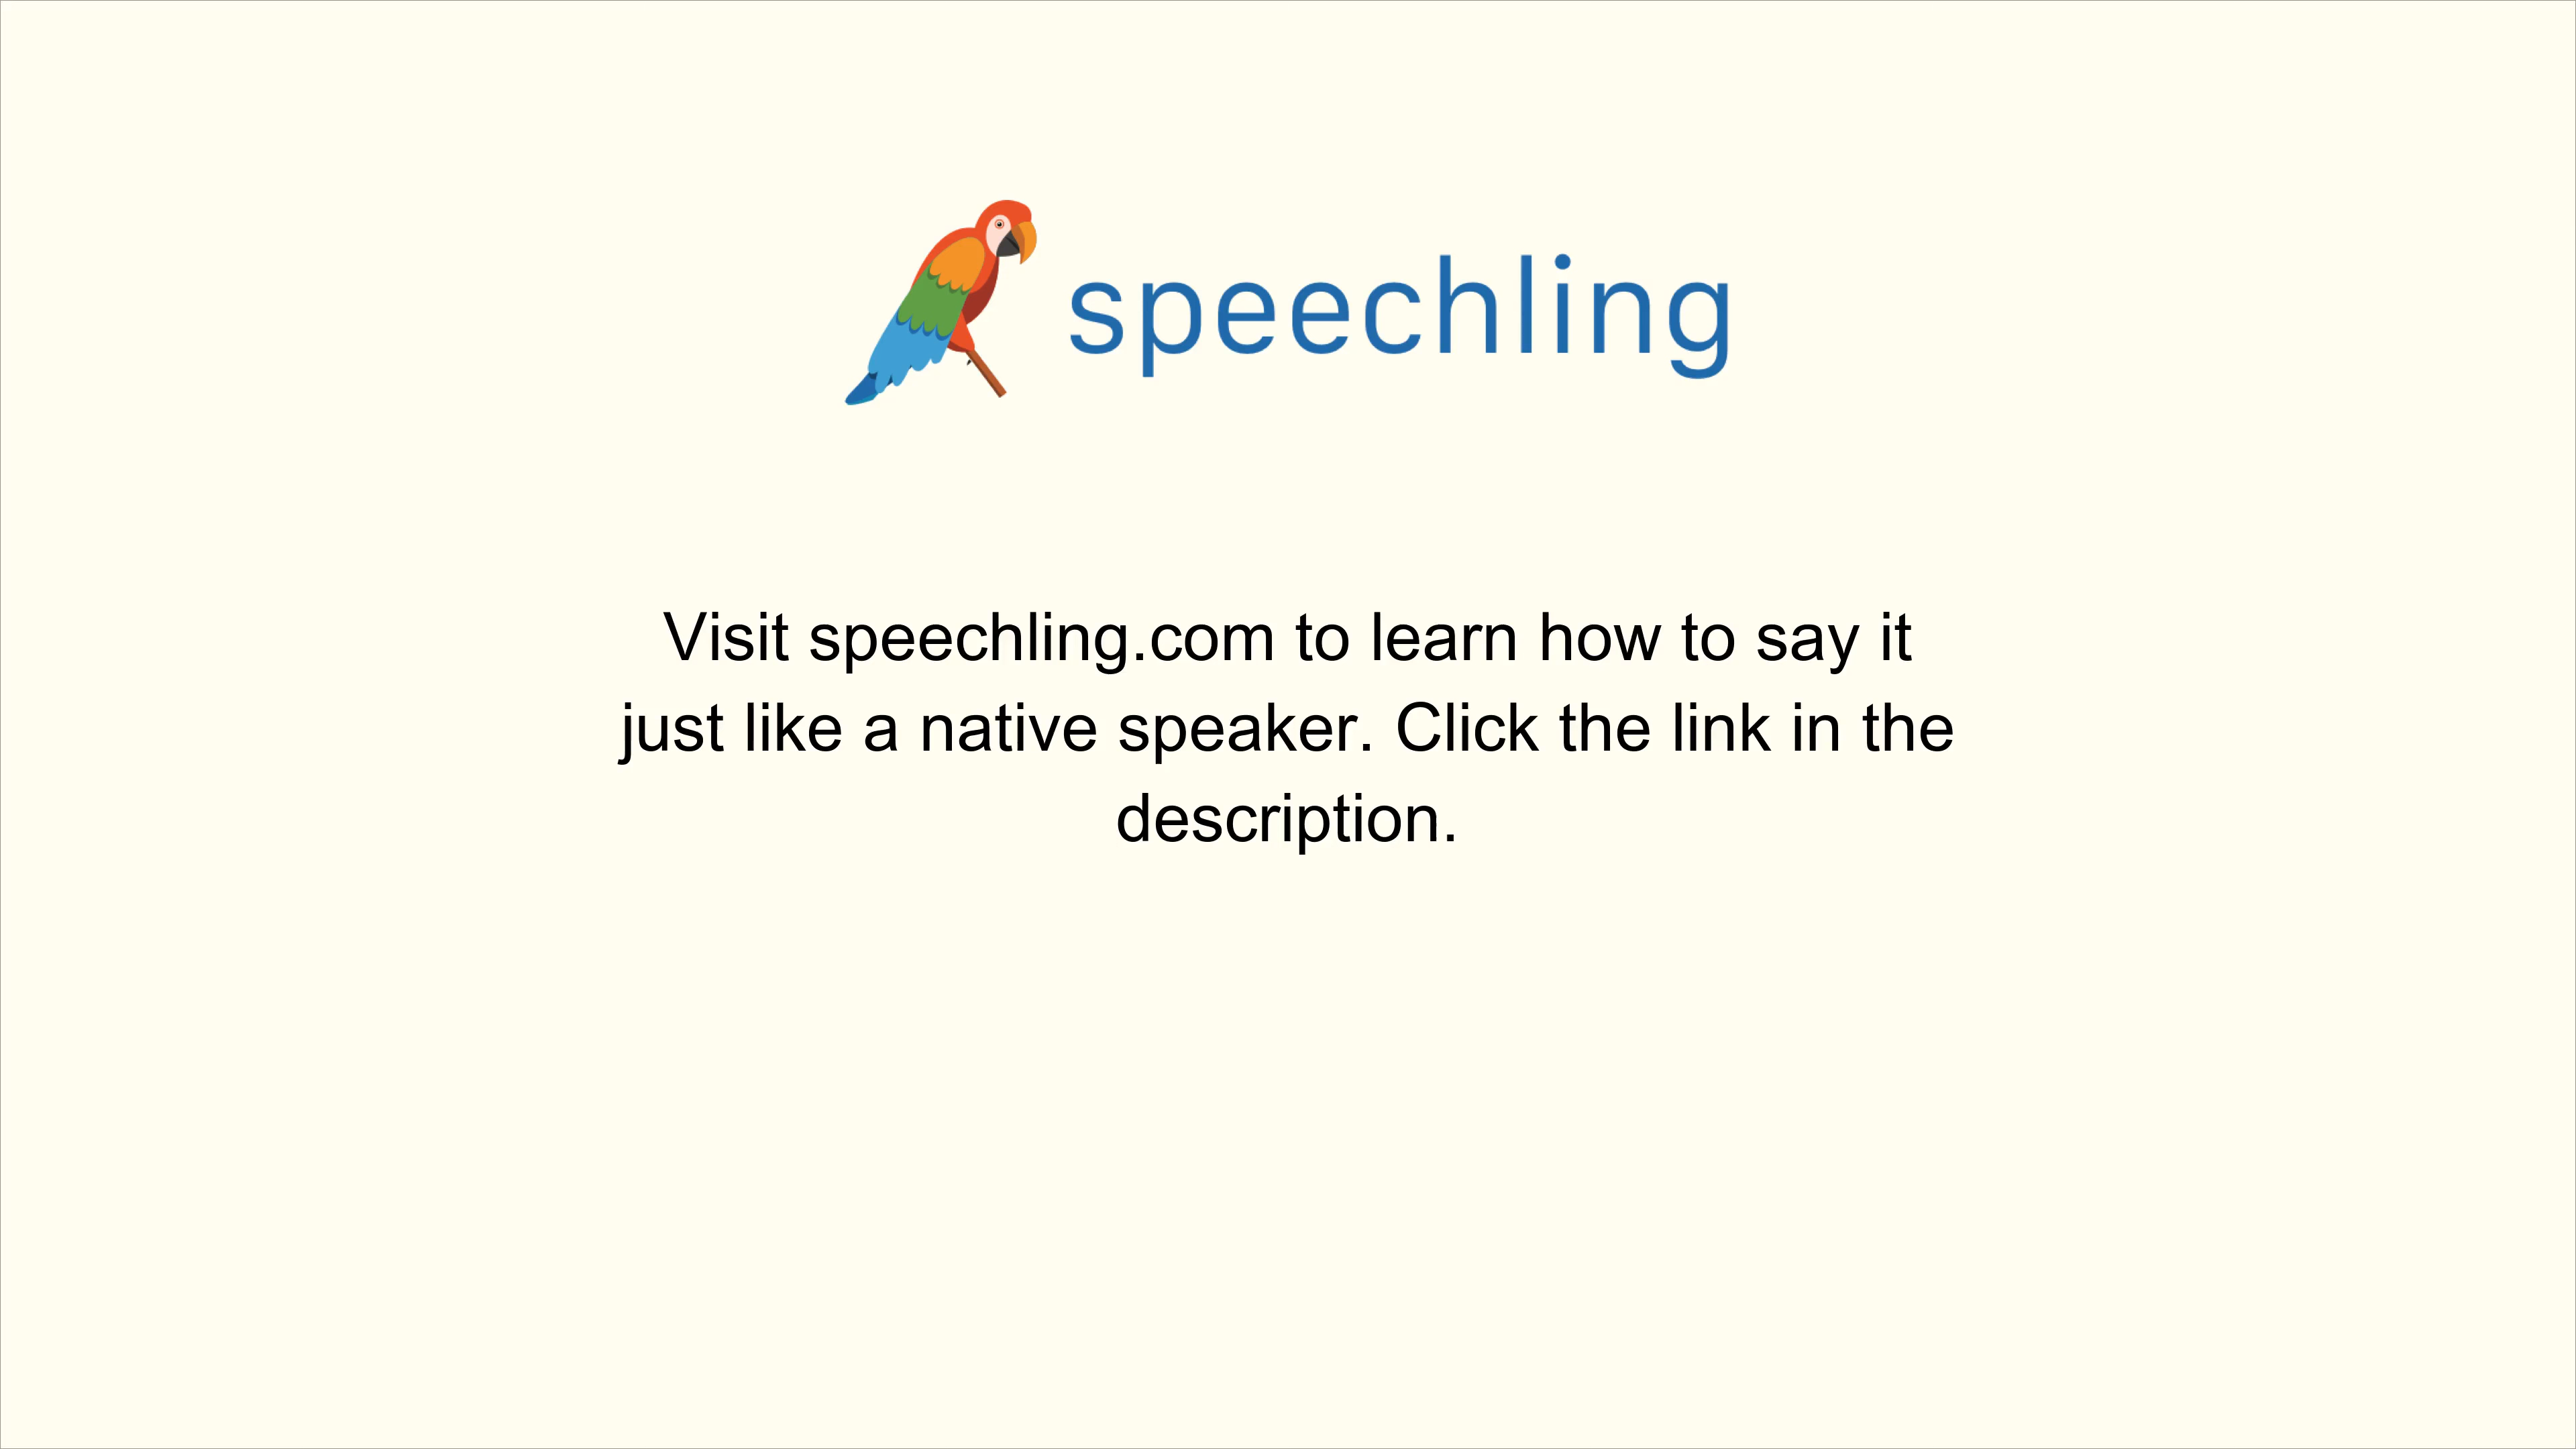 speechling
Visit speechling.com to learn how to say it
just like a native speaker. Click the link in the
description.